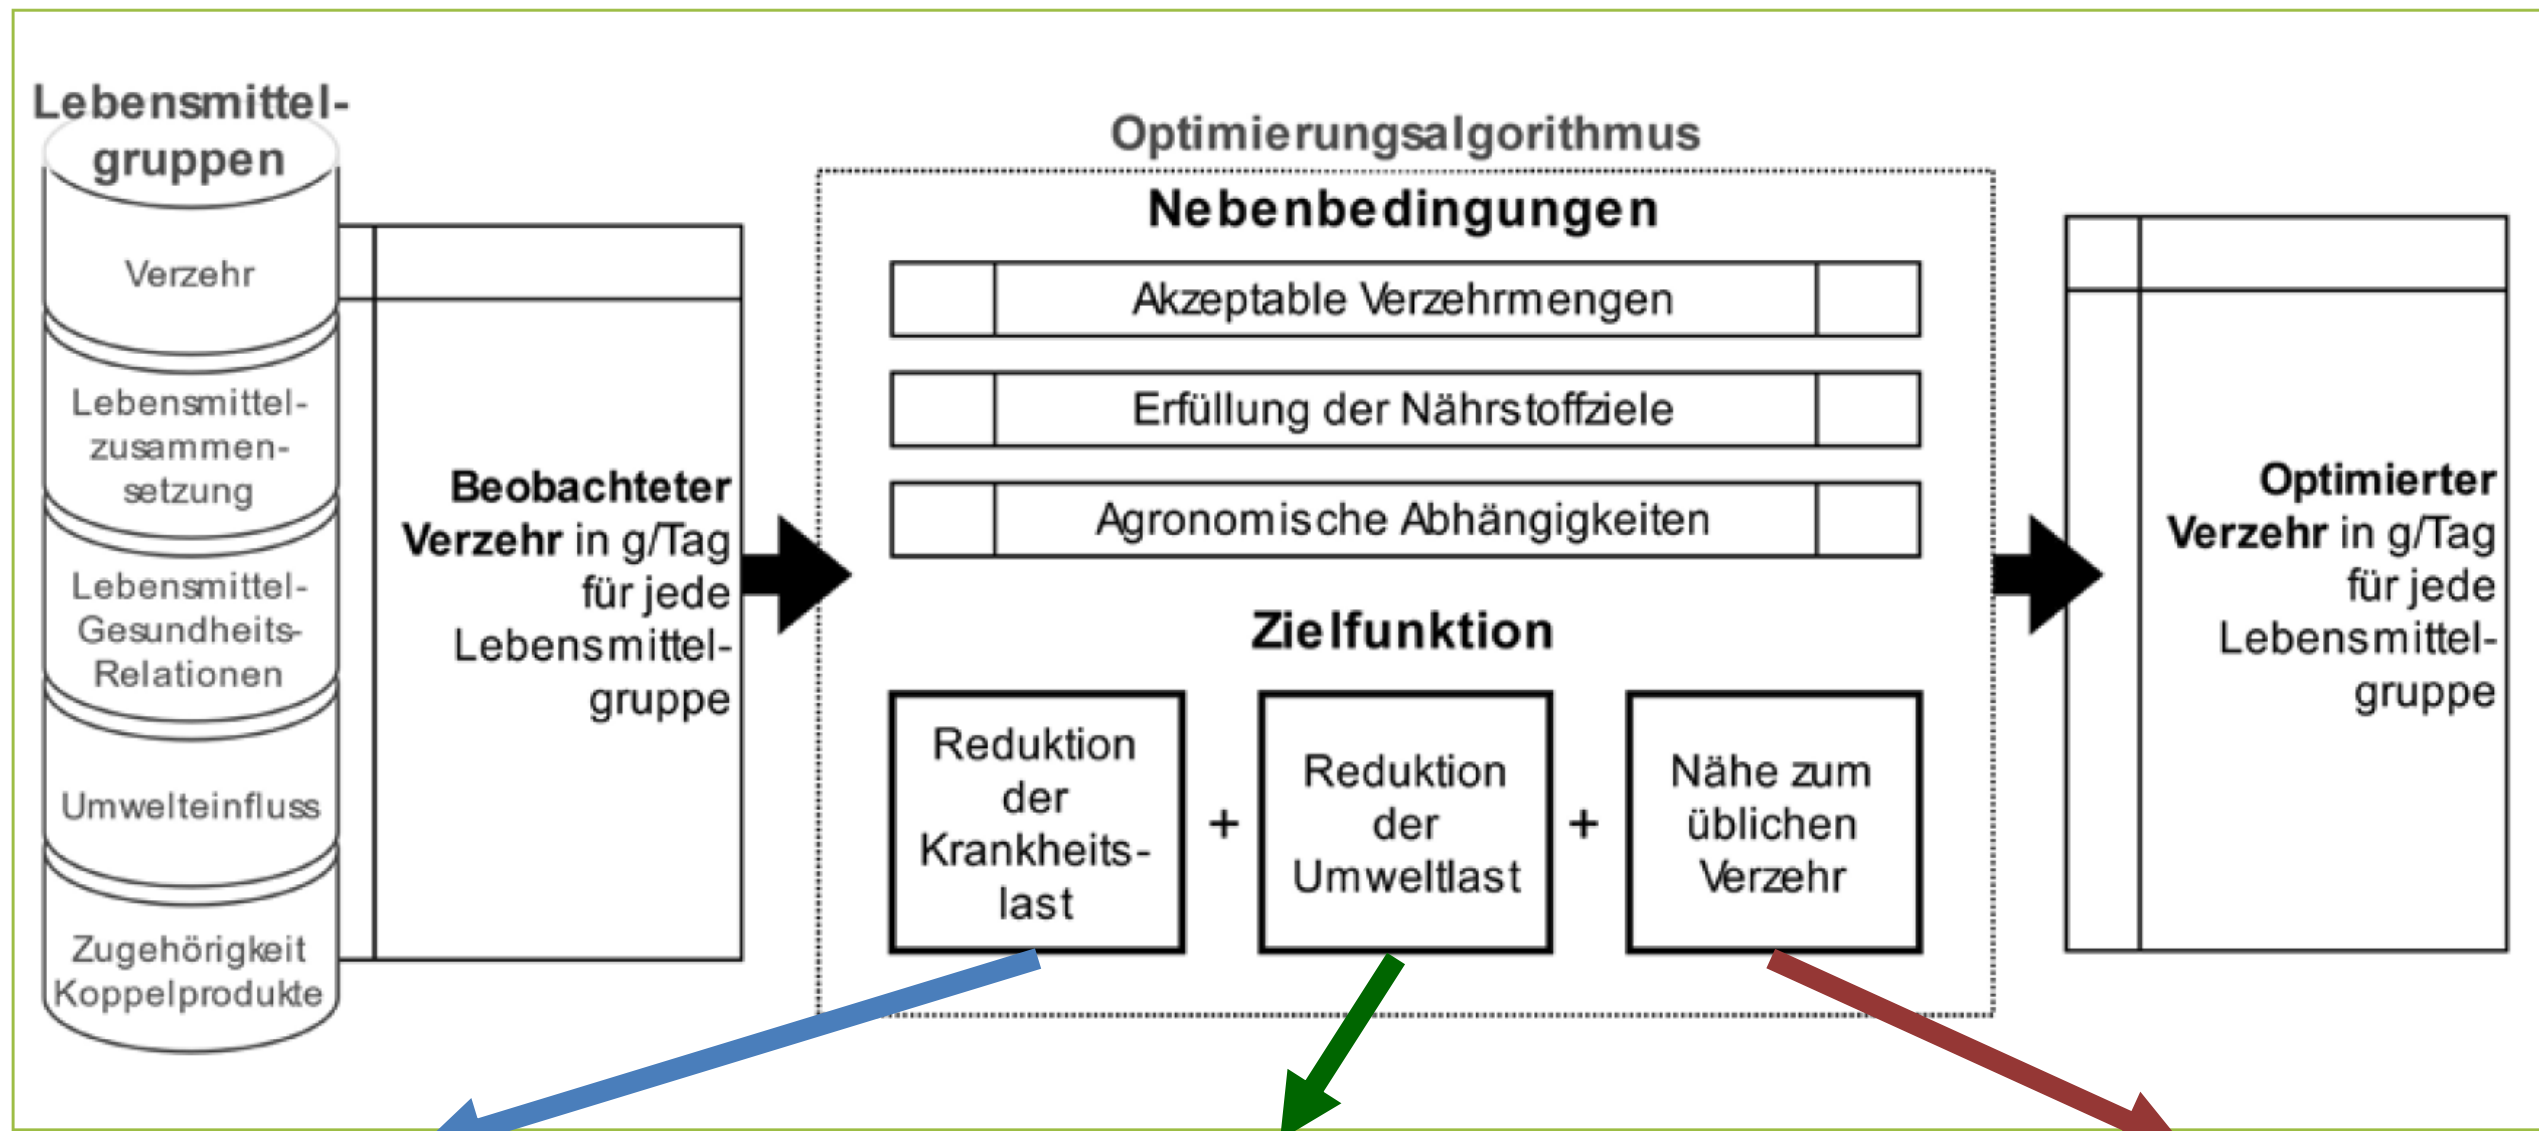 Lebensmittel-
gruppen
Verzehr
Lebensmittel-
zusammen-
setzung
Lebensmittel-
Gesundheits-
Relationen
Umwelteinfluss
Zugehörigkeit
Koppelprodukte
Beobachteter
Verzehr in g/Tag
für jede
Lebensmittel-
gruppe
Optimierungsalgorithmus
Nebenbedingungen
Akzeptable Verzehrmengen
Erfüllung der Nährstoffziele
Agronomische Abhängigkeiten
Zielfunktion
Reduktion
der
Krankheits-
last
+
Reduktion
der
Umweltlast
+
Nähe zum
üblichen
Verzehr
Optimierter
Verzehr in g/Tag
für jede
Lebensmittel-
gruppe